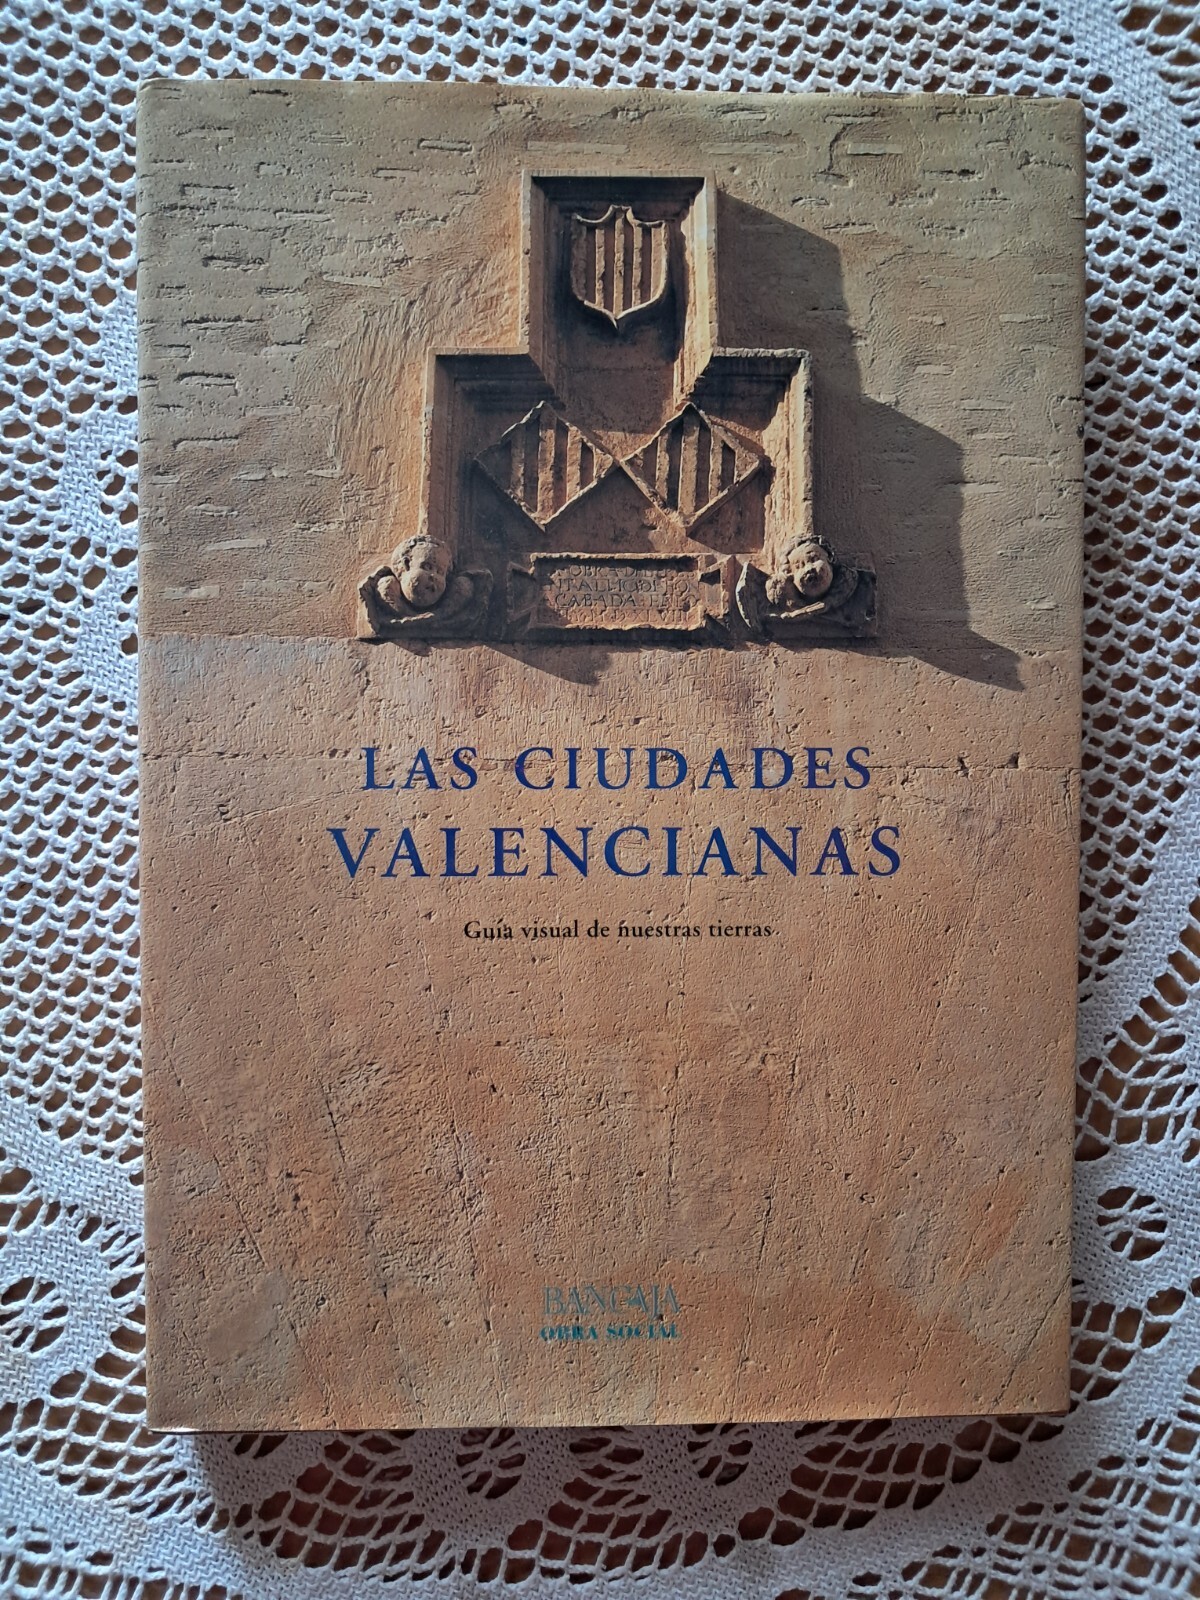 LAS CIUDADES
VALENCIANAS
Guía visual de nuestras tierras
BANCAJA
OBRA SOCIAL